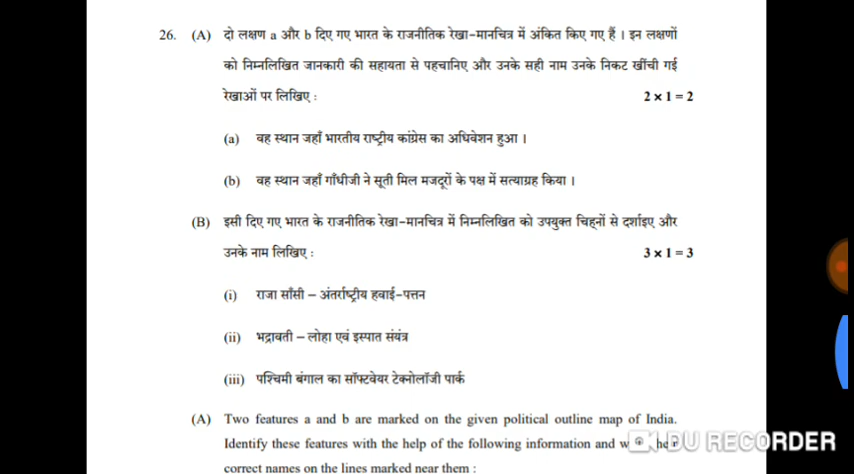 26. (A) दो लक्षण a और b दिए गए भारत के राजनीतिक रेखा-मानचित्र में अंकित किए गए हैं । इन लक्षणों
को निम्नलिखित जानकारी की सहायता से पहचानिए और उनके सही नाम उनके निकट खींची गई
रेखाओं पर लिखिए : 2 × 1 = 2
(a) वह स्थान जहाँ भारतीय राष्ट्रीय कांग्रेस का अधिवेशन हुआ ।
(b) वह स्थान जहाँ गाँधीजी ने सूती मिल मजदूरों के पक्ष में सत्याग्रह किया ।
(B) इसी दिए गए भारत के राजनीतिक रेखा-मानचित्र में निम्नलिखित को उपयुक्त चिह्नों से दर्शाइए और
उनके नाम लिखिए : 3 × 1 = 3
(i) राजा साँसी – अंतर्राष्ट्रीय हवाई-पत्तन
(ii) भद्रावती – लोहा एवं इस्पात संयंत्र
(iii) पश्चिमी बंगाल का सॉफ्टवेयर टेक्नोलॉजी पार्क
(A) Two features a and b are marked on the given political outline map of India.
Identify these features with the help of the following information and
DU RECORDER
correct names on the lines marked near them :